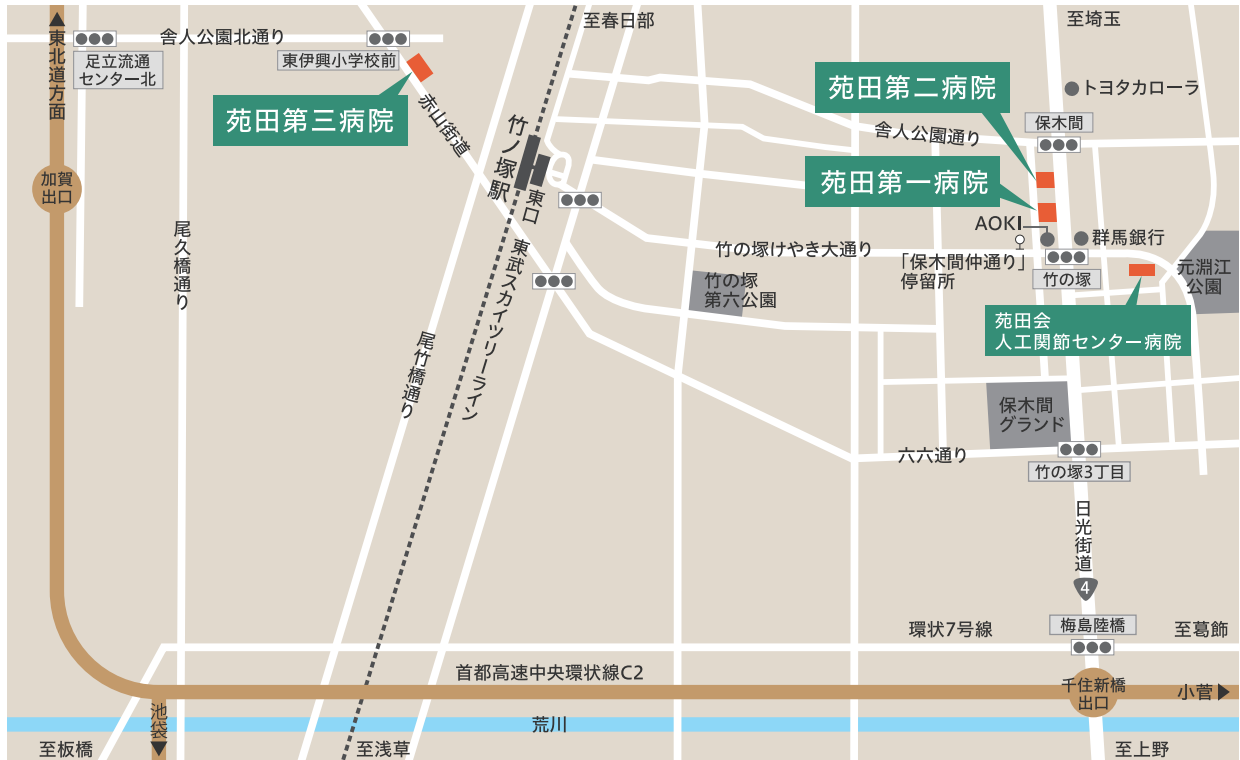 東北道方面
舎人公園北通り
足立流通
センター北
東伊興小学校前
苑田第三病院
赤山街道
至春日部
至埼玉
トヨタカローラ
苑田第二病院
保木間
舎人公園通り
苑田第一病院
加賀
出口
竹ノ塚駅
東口
尾久橋通り
AOKI
群馬銀行
竹の塚けやき大通り
「保木間仲通り」
停留所
竹の塚
元淵江
公園
東武スカイツリーライン
竹の塚
第六公園
苑田会
人工関節センター病院
尾竹橋通り
保木間
グランド
六六通り
竹の塚3丁目
日光街道
4
環状7号線
梅島陸橋
至葛飾
首都高速中央環状線C2
千住新橋
出口
小菅
池袋
荒川
至板橋
至浅草
至上野